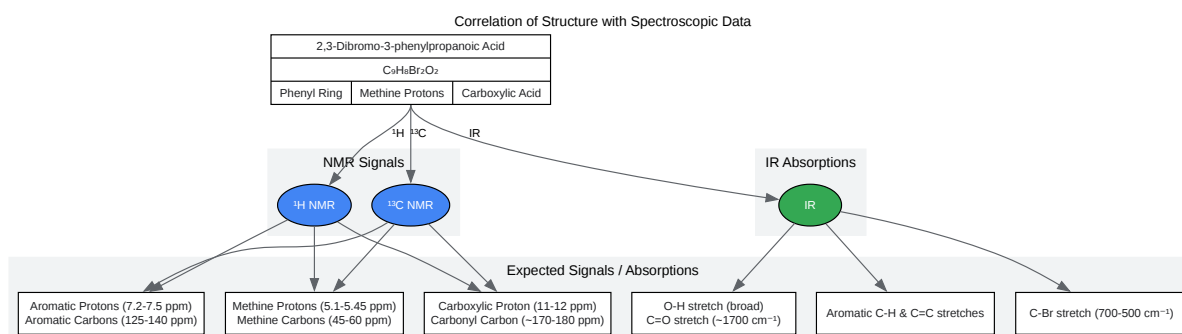 Correlation of Structure with Spectroscopic Data
2,3-Dibromo-3-phenylpropanoic Acid
C₉H₈Br₂O₂
Phenyl Ring
Methine Protons
Carboxylic Acid
¹H
¹³C
IR
NMR Signals
IR Absorptions
¹H NMR
¹³C NMR
IR
Expected Signals / Absorptions
Aromatic Protons (7.2-7.5 ppm)
Aromatic Carbons (125-140 ppm)
Methine Protons (5.1-5.45 ppm)
Methine Carbons (45-60 ppm)
Carboxylic Proton (11-12 ppm)
Carbonyl Carbon (~170-180 ppm)
O-H stretch (broad)
C=O stretch (~1700 cm⁻¹)
Aromatic C-H & C=C stretches
C-Br stretch (700-500 cm⁻¹)